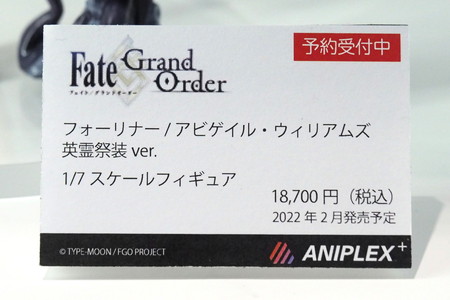 予約受付中
Fate Grand Order
フェイト/グランドオーダー
フォーリナー / アビゲイル・ウィリアムズ
英霊祭装 ver.
1/7 スケールフィギュア
18,700 円（税込）
2022 年 2 月発売予定
© TYPE-MOON / FGO PROJECT
ANIPLEX+